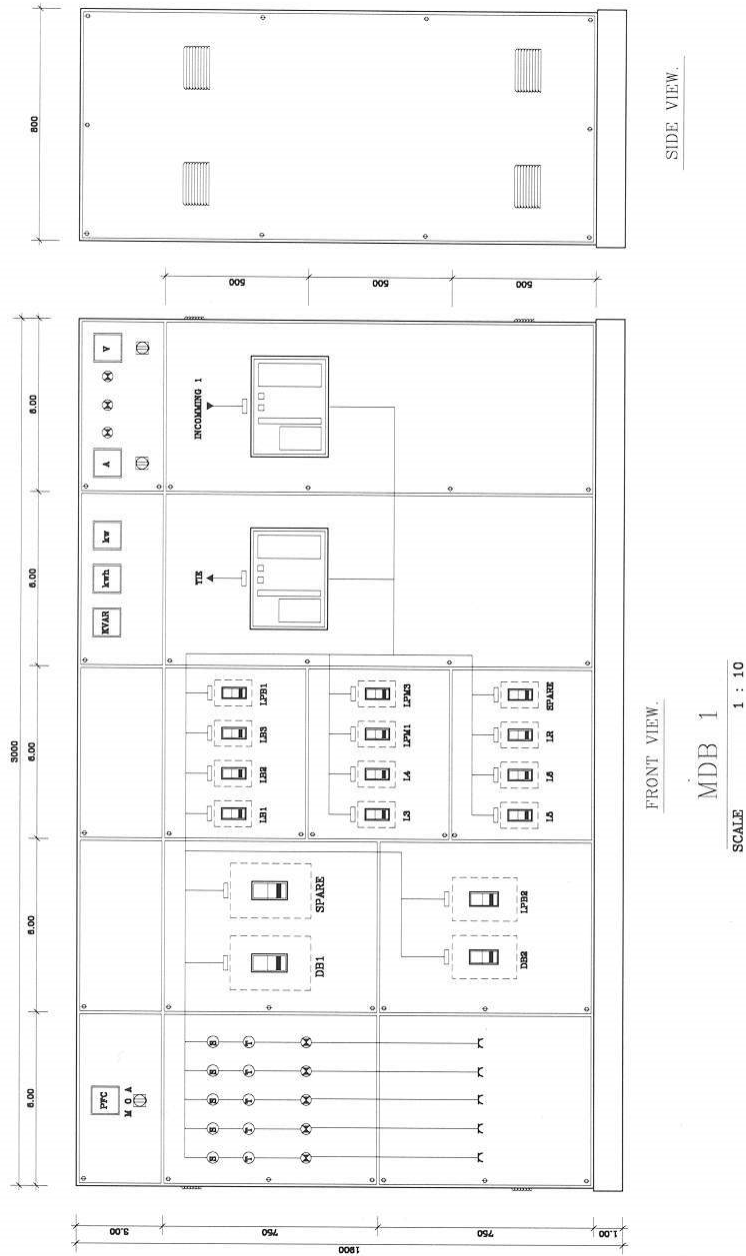 3000
6.00 6.00 6.00 6.00 6.00
800
3.00
750
750
1.00
1900
PFC
M O A
KVAR kwh kw
A V
TIE
INCOMMING 1
S S S S S
T T T T T
DB1 SPARE
DB2 LPB2
LB1 LB2 LB3 LPB1
L3 L4 LPM1 LPM3
L5 L6 LR SPARE
500
500
500
FRONT VIEW.
SIDE VIEW.
MDB 1
SCALE 1 : 10